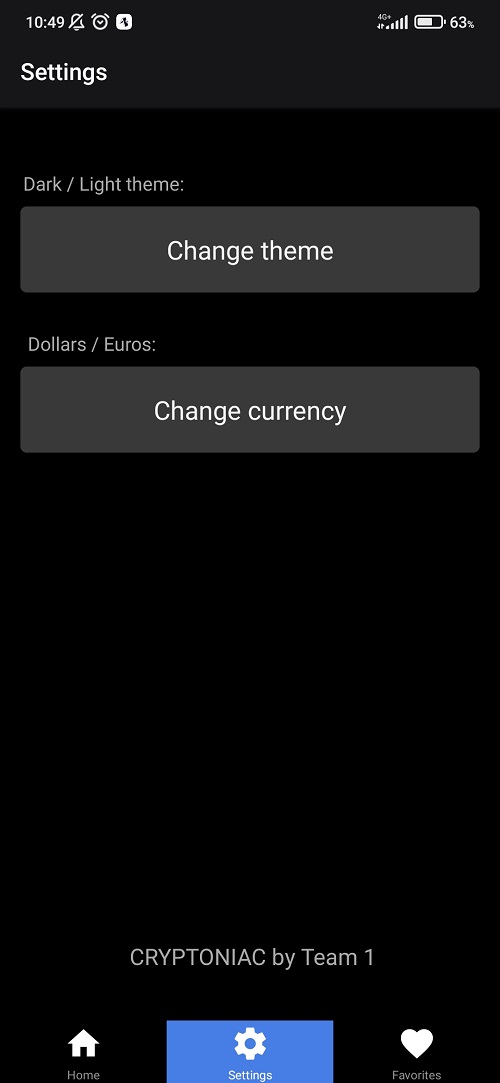 10:49 4G+ 63%
Settings
Dark / Light theme:
Change theme
Dollars / Euros:
Change currency
CRYPTONIAC by Team 1
Home Settings Favorites